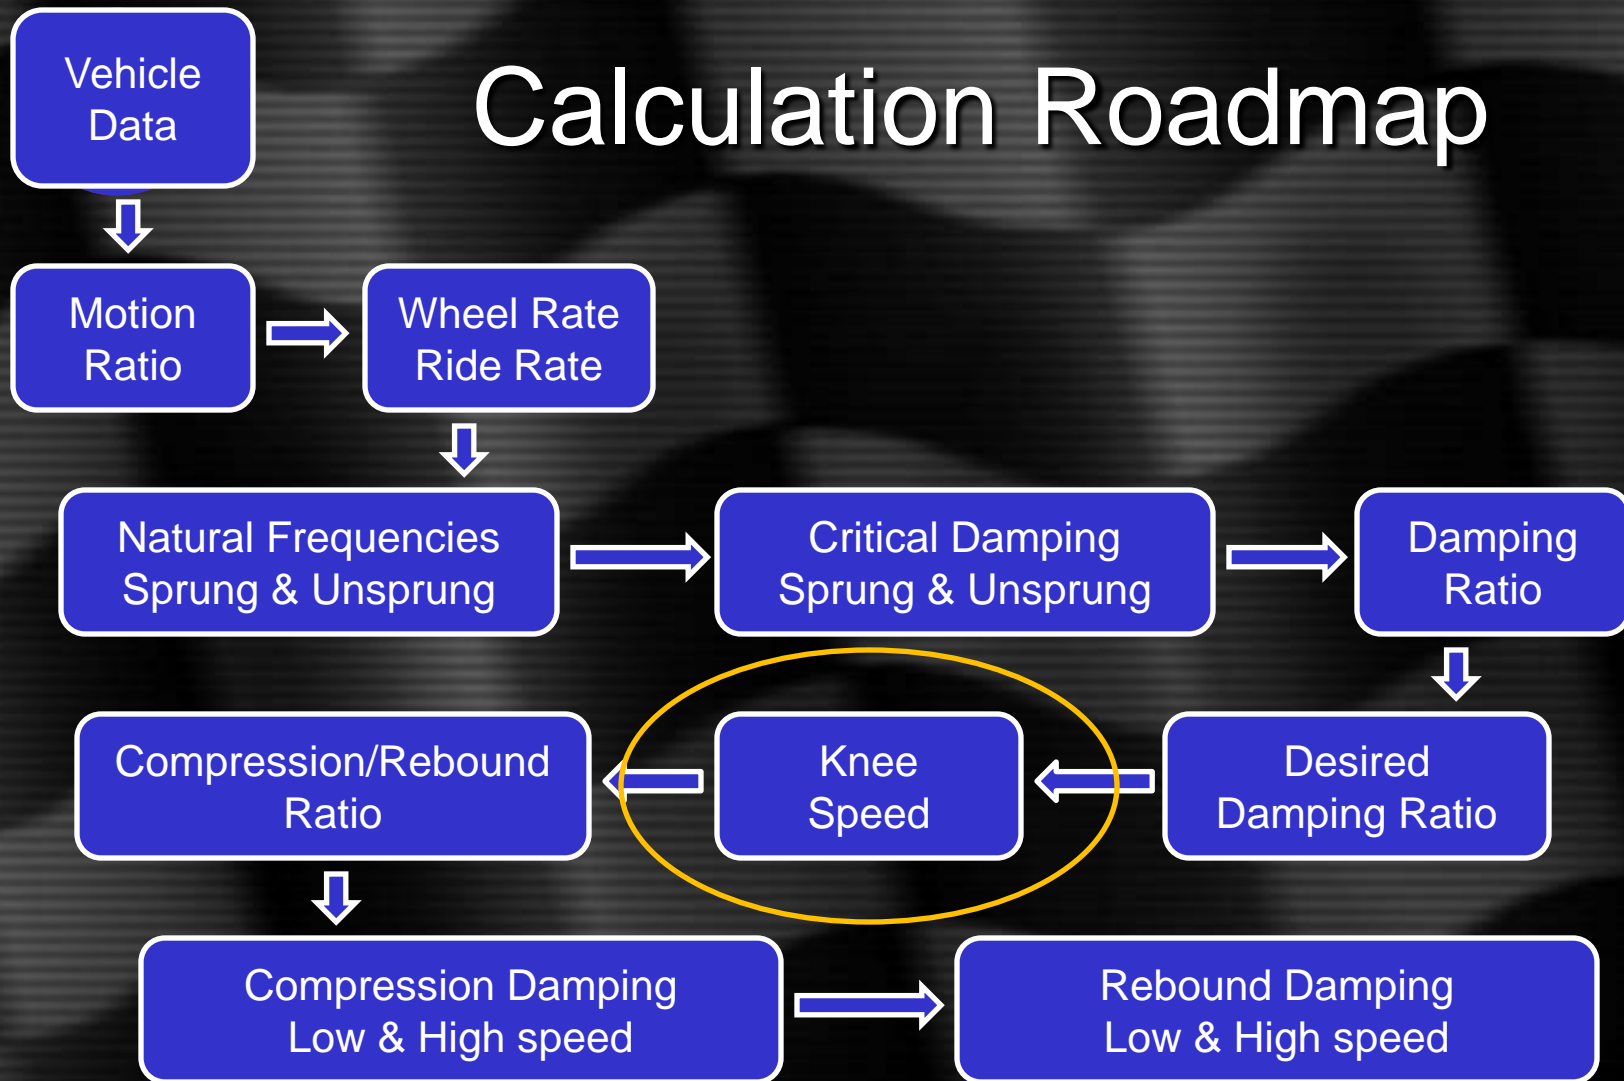 Vehicle
Data
Calculation Roadmap
Motion
Ratio
Wheel Rate
Ride Rate
Natural Frequencies
Sprung & Unsprung
Critical Damping
Sprung & Unsprung
Damping
Ratio
Compression/Rebound
Ratio
Knee
Speed
Desired
Damping Ratio
Compression Damping
Low & High speed
Rebound Damping
Low & High speed